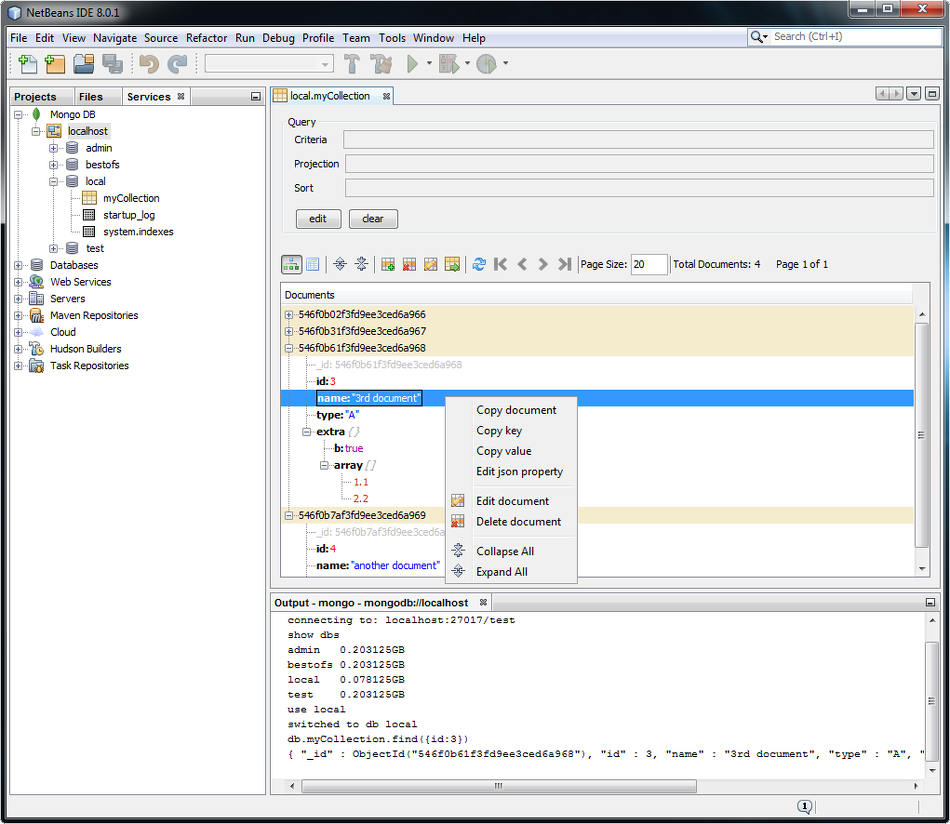 NetBeans IDE 8.0.1
File Edit View Navigate Source Refactor Run Debug Profile Team Tools Window Help
Search (Ctrl+I)
Projects Files Services
Mongo DB
localhost
admin
bestofs
local
myCollection
startup_log
system.indexes
test
Databases
Web Services
Servers
Maven Repositories
Cloud
Hudson Builders
Task Repositories
local.myCollection
Query
Criteria
Projection
Sort
edit clear
Page Size: 20 Total Documents: 4 Page 1 of 1
Documents
546f0b02f3fd9ee3ced6a966
546f0b31f3fd9ee3ced6a967
546f0b61f3fd9ee3ced6a968
_id: 546f0b61f3fd9ee3ced6a968
id: 3
name: "3rd document"
type: "A"
extra {}
b: true
array []
1.1
2.2
546f0b7af3fd9ee3ced6a969
_id: 546f0b7af3fd9ee3ced6a
id: 4
name: "another document"
Copy document
Copy key
Copy value
Edit json property
Edit document
Delete document
Collapse All
Expand All
Output - mongo - mongodb://localhost
connecting to: localhost:27017/test
show dbs
admin 0.203125GB
bestofs 0.203125GB
local 0.078125GB
test 0.203125GB
use local
switched to db local
db.myCollection.find({id:3})
{ "_id" : ObjectId("546f0b61f3fd9ee3ced6a968"), "id" : 3, "name" : "3rd document", "type" : "A", "
1